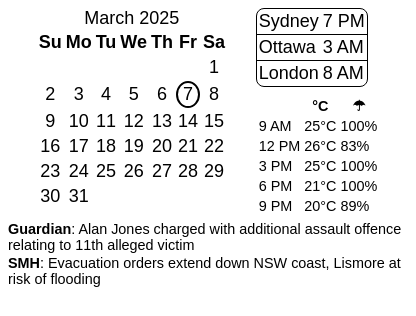 March 2025
Su Mo Tu We Th Fr Sa
1
2 3 4 5 6 7 8
9 10 11 12 13 14 15
16 17 18 19 20 21 22
23 24 25 26 27 28 29
30 31
Sydney 7 PM
Ottawa 3 AM
London 8 AM
°C ☂
9 AM 25°C 100%
12 PM 26°C 83%
3 PM 25°C 100%
6 PM 21°C 100%
9 PM 20°C 89%
Guardian: Alan Jones charged with additional assault offence
relating to 11th alleged victim
SMH: Evacuation orders extend down NSW coast, Lismore at
risk of flooding